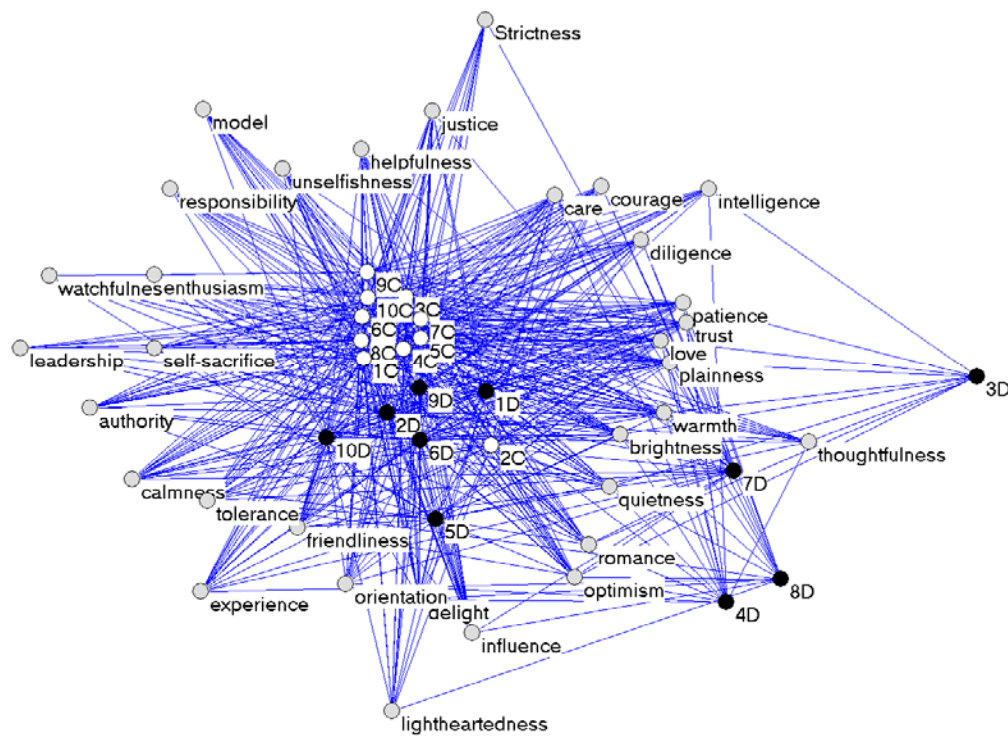 Strictness
model
justice
helpfulness
unselfishness
responsibility
care
courage
intelligence
diligence
watchfulnes
enthusiasm
9C
10C
3C
patience
6C
7C
trust
leadership
self-sacrifice
8C
5C
love
1C
4C
plainness
3D
9D
1D
authority
2D
warmth
10D
6D
2C
brightness
thoughtfulness
7D
calmness
quietness
tolerance
5D
friendliness
romance
8D
experience
orientation
optimism
delight
4D
influence
lightheartedness